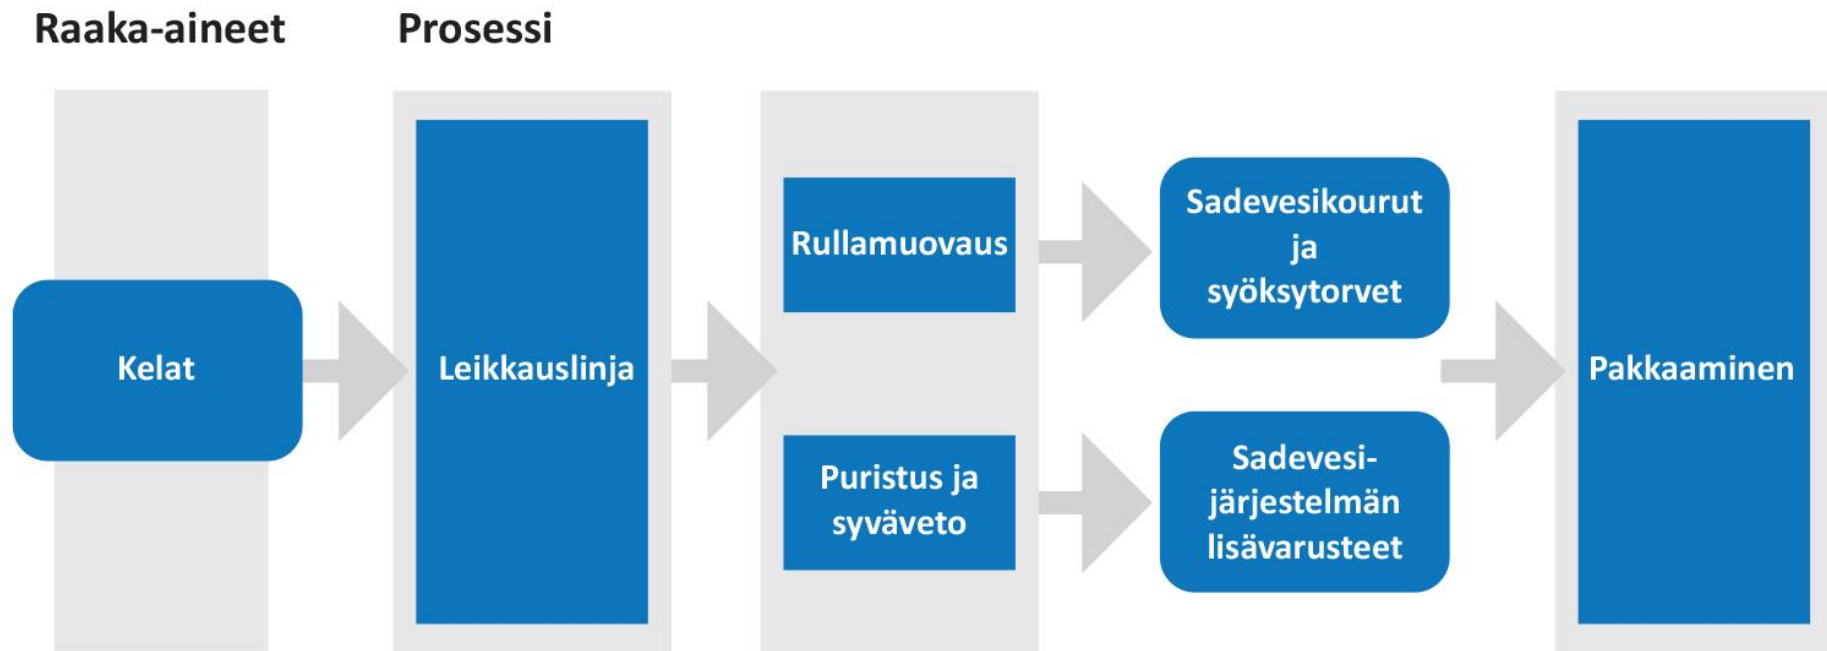 Raaka-aineet
Prosessi
Kelat
Leikkauslinja
Rullamuovaus
Puristus ja
syväveto
Sadevesikourut
ja
syöksytorvet
Sadevesi-
järjestelmän
lisävarusteet
Pakkaaminen